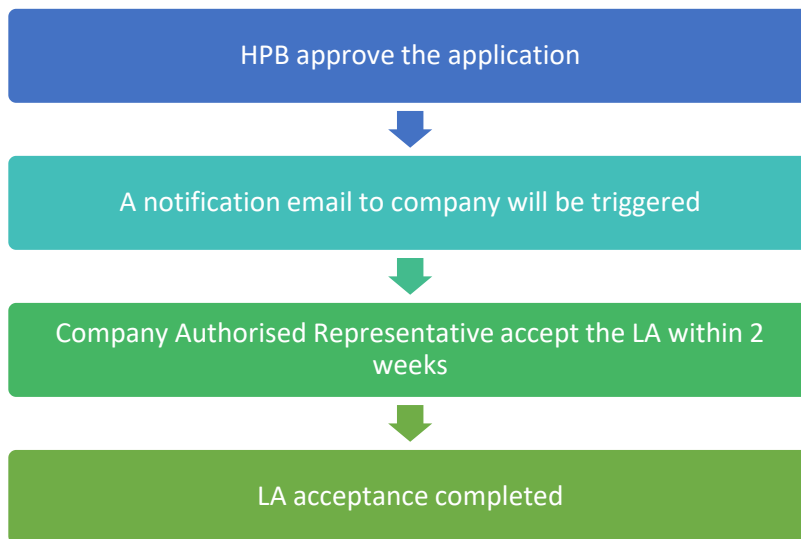 HPB approve the application
A notification email to company will be triggered
Company Authorised Representative accept the LA within 2
weeks
LA acceptance completed